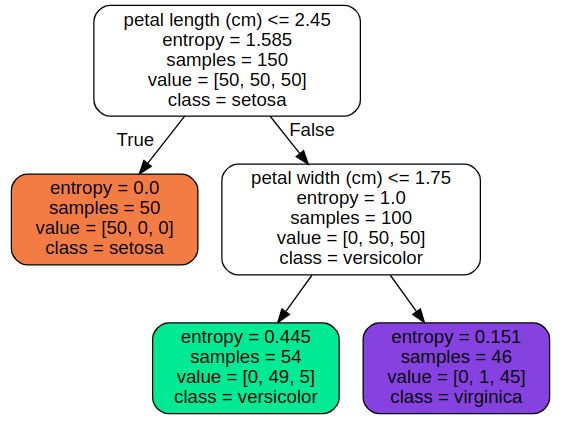 petal length (cm) <= 2.45
entropy = 1.585
samples = 150
value = [50, 50, 50]
class = setosa
True
False
entropy = 0.0
samples = 50
value = [50, 0, 0]
class = setosa
petal width (cm) <= 1.75
entropy = 1.0
samples = 100
value = [0, 50, 50]
class = versicolor
entropy = 0.445
samples = 54
value = [0, 49, 5]
class = versicolor
entropy = 0.151
samples = 46
value = [0, 1, 45]
class = virginica